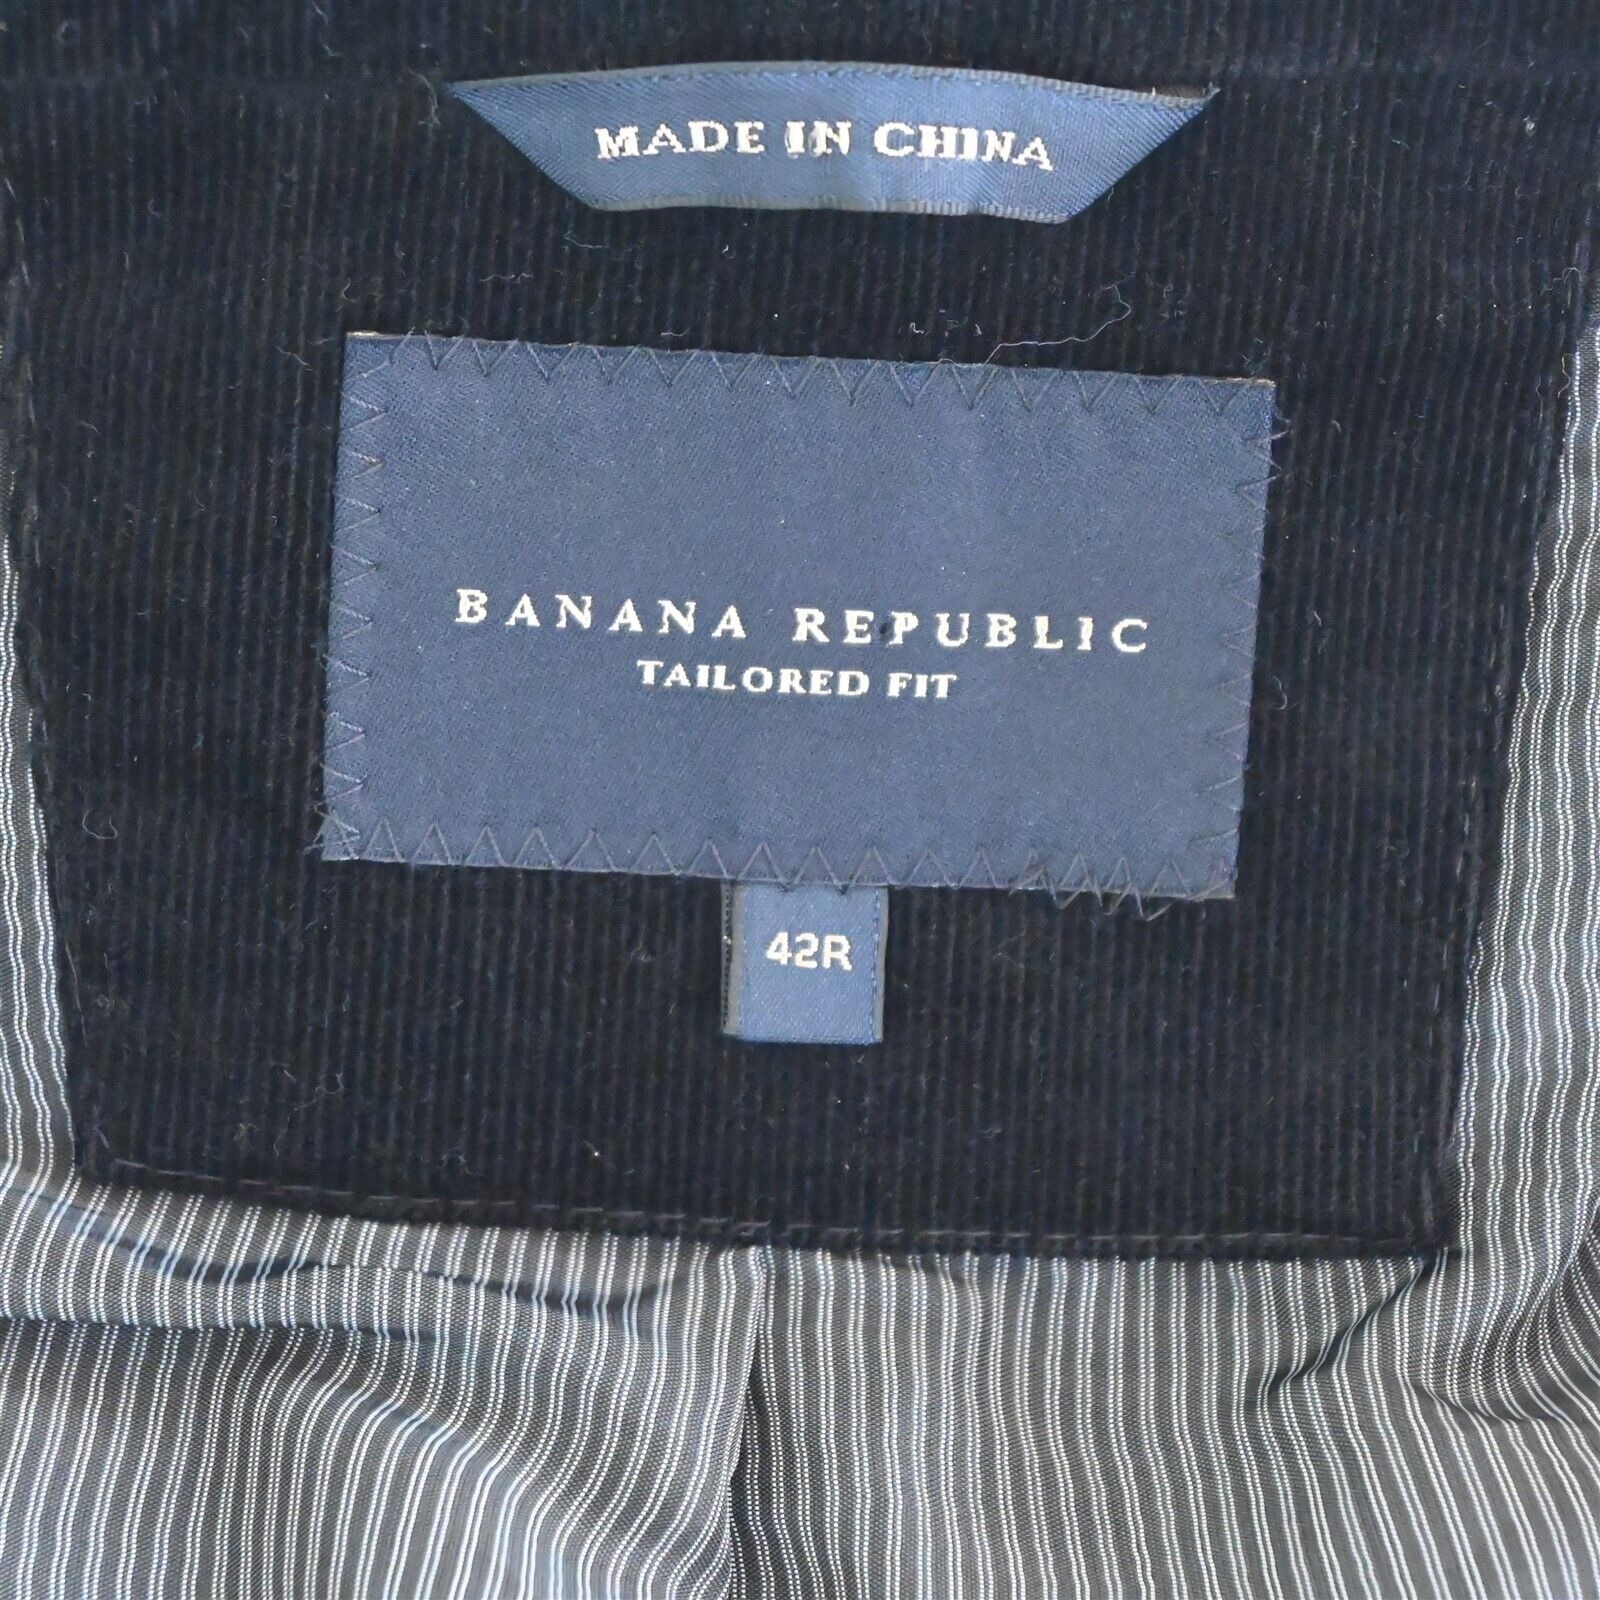 MADE IN CHINA
BANANA REPUBLIC
TAILORED FIT
42R